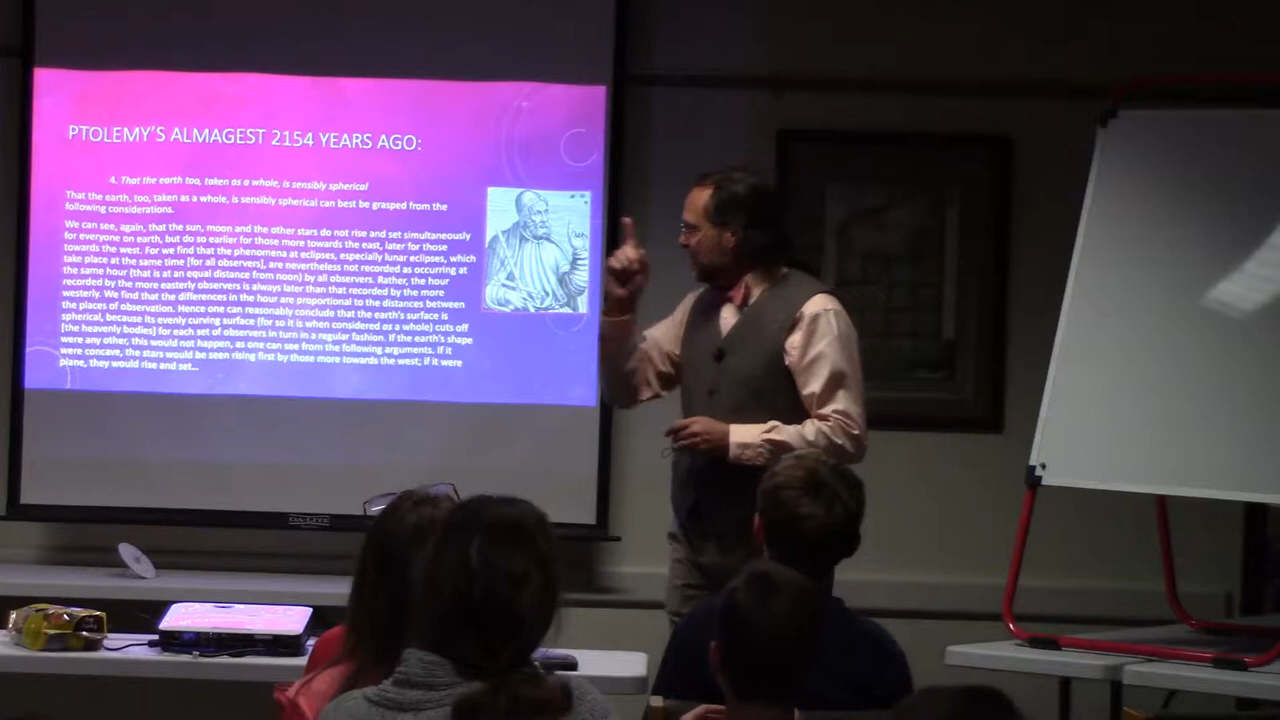 PTOLEMY'S ALMAGEST 2154 YEARS AGO:
4. That the earth too, taken as a whole, is sensibly spherical
That the earth, too, taken as a whole, is sensibly spherical can best be grasped from the
following considerations.
We can see, again, that the sun, moon and the other stars do not rise and set simultaneously
for everyone on earth, but do so earlier for those more towards the east, later for those
towards the west. For we find that the phenomena at eclipses, especially lunar eclipses, which
take place at the same time [for all observers], are nevertheless not recorded as occurring at
the same hour (that is at an equal distance from noon) by all observers. Rather, the hour
recorded by the more easterly observers is always later than that recorded by the more
westerly. We find that the differences in the hour are proportional to the distances between
the places of observation. Hence one can reasonably conclude that the earth's surface is
spherical, because its evenly curving surface (for so it is when considered as a whole) cuts off
[the heavenly bodies] for each set of observers in turn in a regular fashion. If the earth's shape
were any other, this would not happen, as one can see from the following arguments. If it
were concave, the stars would be seen rising first by those more towards the west; if it were
plane, they would rise and set...
DA-LITE